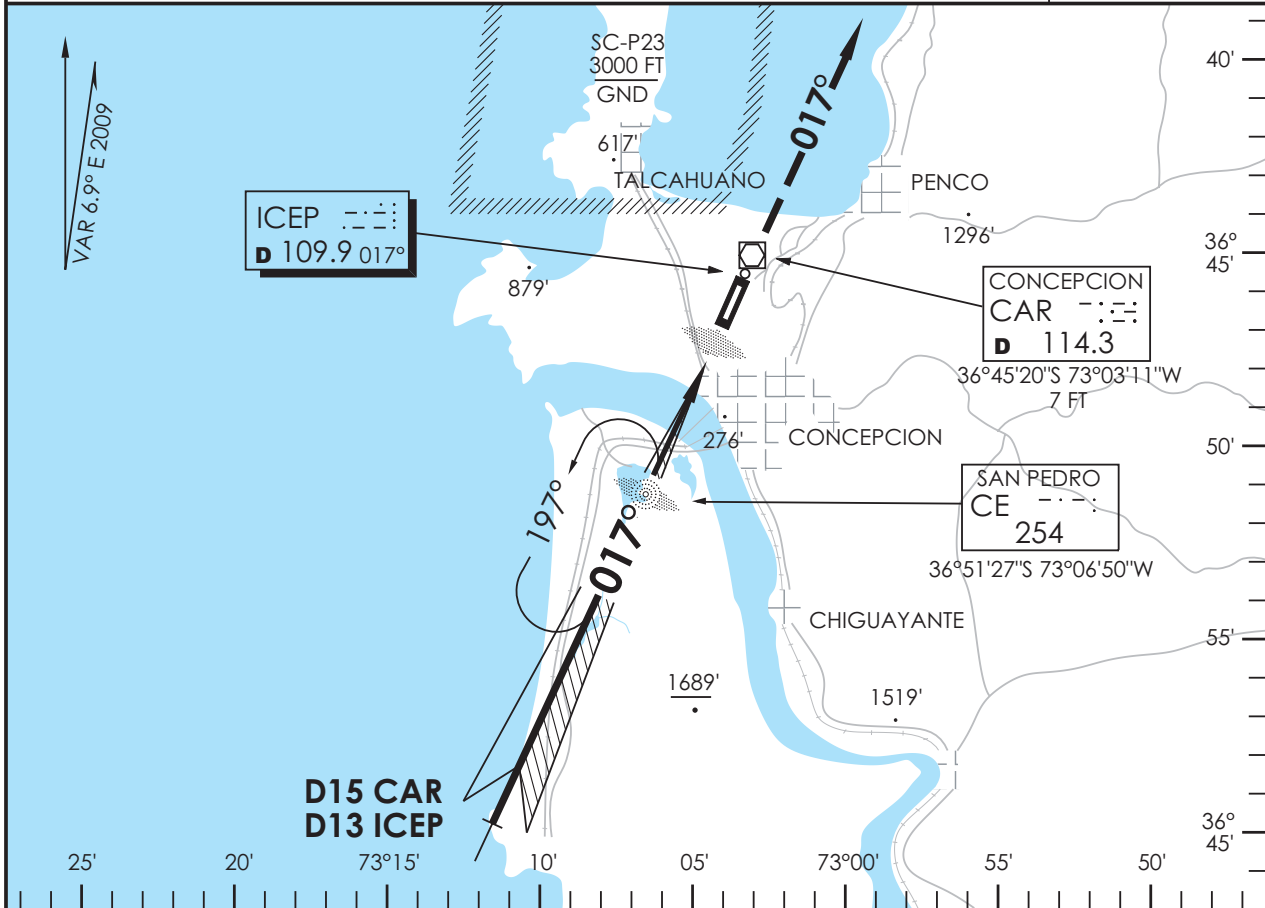 SC-P23
3000 FT
GND
40'
VAR 6.9° E 2009
617'
017°
TALCAHUANO
PENCO
ICEP
D 109.9 017°
1296'
36°
45'
879'
CONCEPCION
CAR
D 114.3
36°45'20"S 73°03'11"W
7 FT
276'
CONCEPCION
50'
SAN PEDRO
CE
254
36°51'27"S 73°06'50"W
197°
017°
CHIGUAYANTE
55'
1689'
1519'
D15 CAR
D13 ICEP
36°
45'
25' 20' 73°15' 10' 05' 73°00' 55' 50'